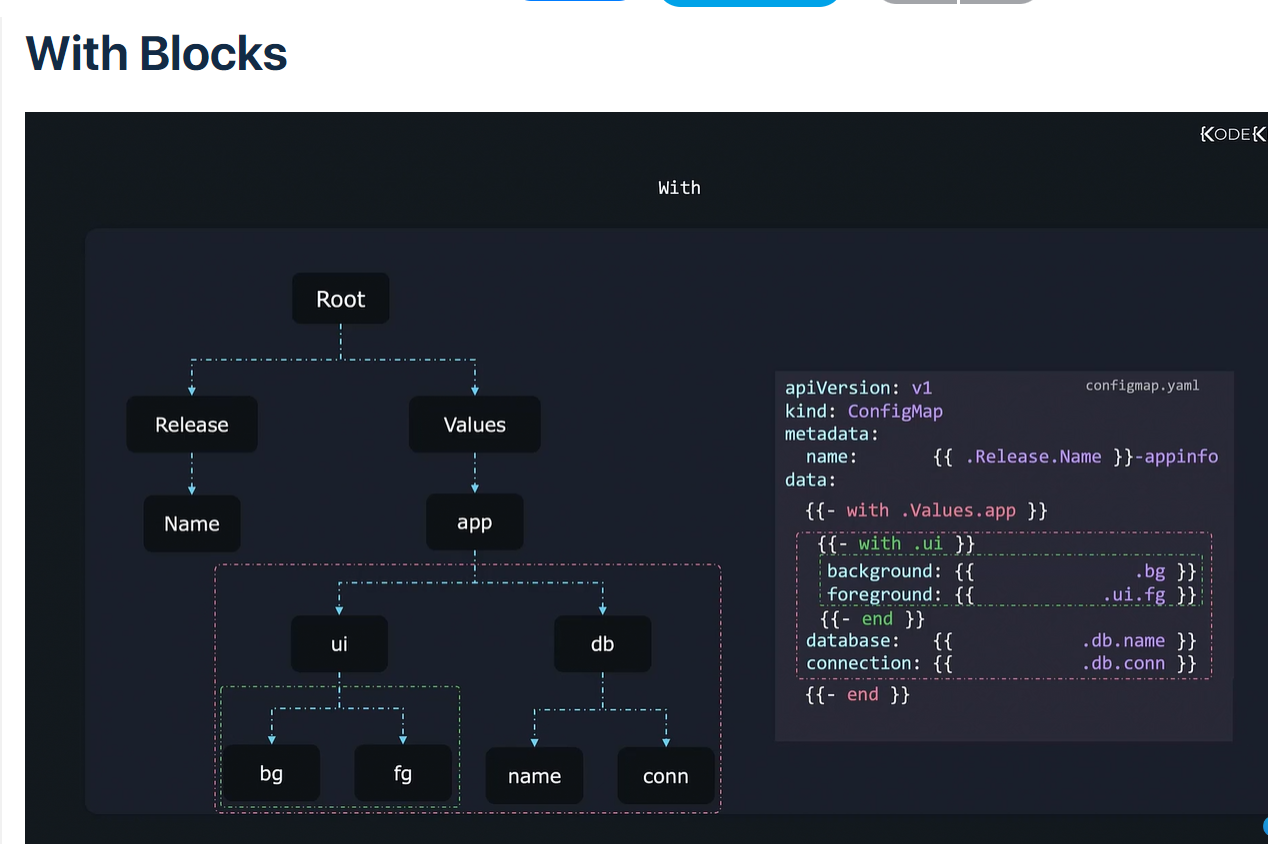 With Blocks
KODEK
With
Root
Release
Values
Name
app
ui
db
bg
fg
name
conn
configmap.yaml
apiVersion: v1
kind: ConfigMap
metadata:
name: {{ .Release.Name }}-appinfo
data:
{{- with .Values.app }}
{{- with .ui }}
background: {{ .bg }}
foreground: {{ .ui.fg }}
{{- end }}
database: {{ .db.name }}
connection: {{ .db.conn }}
{{- end }}